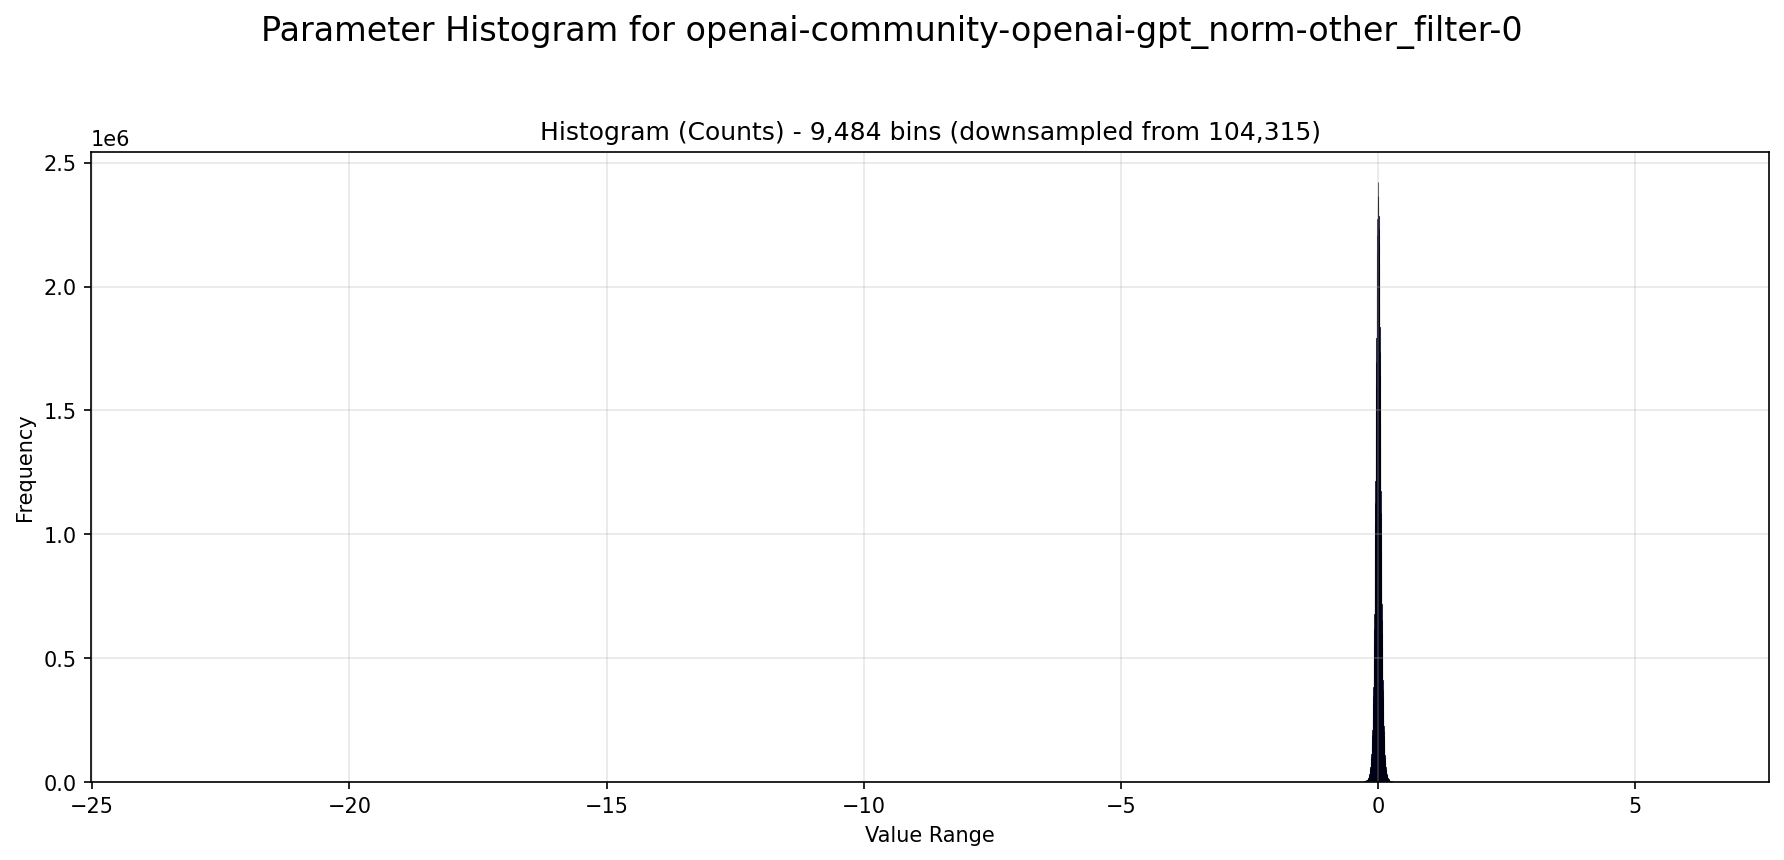 Parameter Histogram for openai-community-openai-gpt_norm-other_filter-0
Histogram (Counts) - 9,484 bins (downsampled from 104,315)
1e6
2.5
2.0
1.5
1.0
0.5
0.0
Frequency
−25 −20 −15 −10 −5 0 5
Value Range